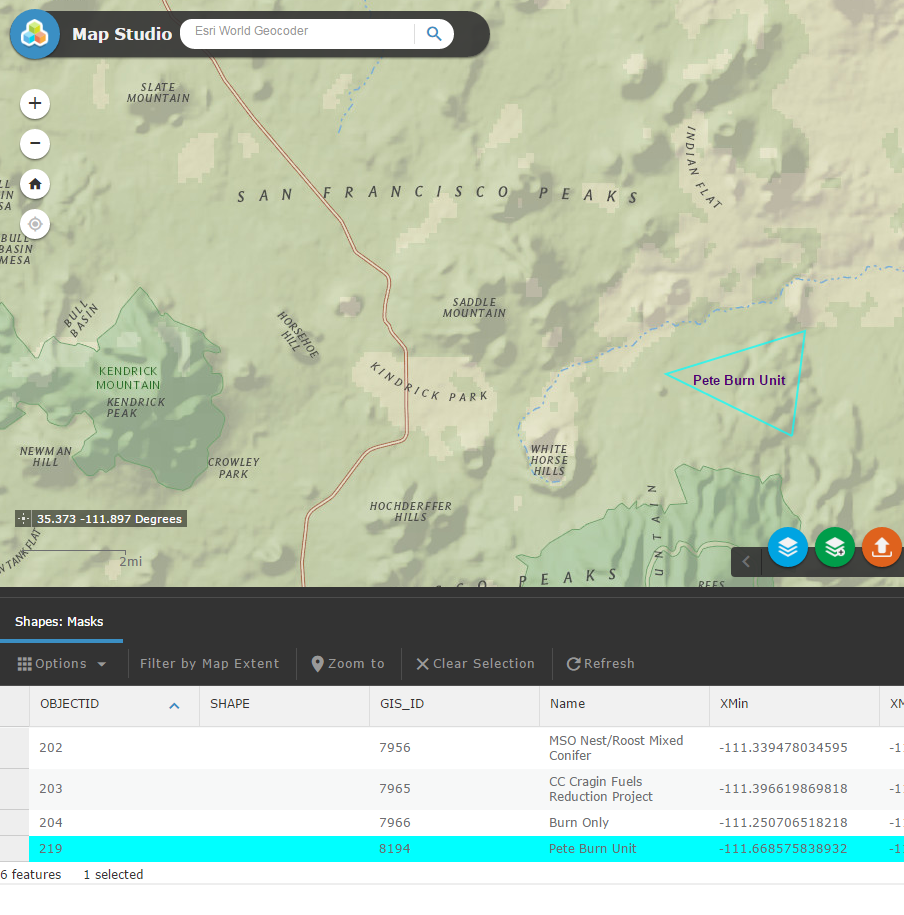 Map Studio
Esri World Geocoder
SLATE
MOUNTAIN
INDIAN FLAT
SAN FRANCISCO PEAKS
LL
IN
SA
BULL
BASIN
MESA
BULL
BASIN
HORSEHOE
HILL
SADDLE
MOUNTAIN
KENDRICK
MOUNTAIN
KENDRICK
PEAK
KINDRICK PARK
Pete Burn Unit
NEWMAN
HILL
CROWLEY
PARK
WHITE
HORSE
HILLS
HOCHDERFFER
HILLS
35.373 -111.897 Degrees
W TANK FLAT
2mi
UNTAIN
CO PEAKS
REES
Shapes: Masks
Options Filter by Map Extent Zoom to Clear Selection Refresh
OBJECTID SHAPE GIS_ID Name XMin XM
202 7956 MSO Nest/Roost Mixed Conifer -111.339478034595 -1
203 7965 CC Cragin Fuels Reduction Project -111.396619869818 -1
204 7966 Burn Only -111.250706518218 -1
219 8194 Pete Burn Unit -111.668575838932 -1
6 features 1 selected